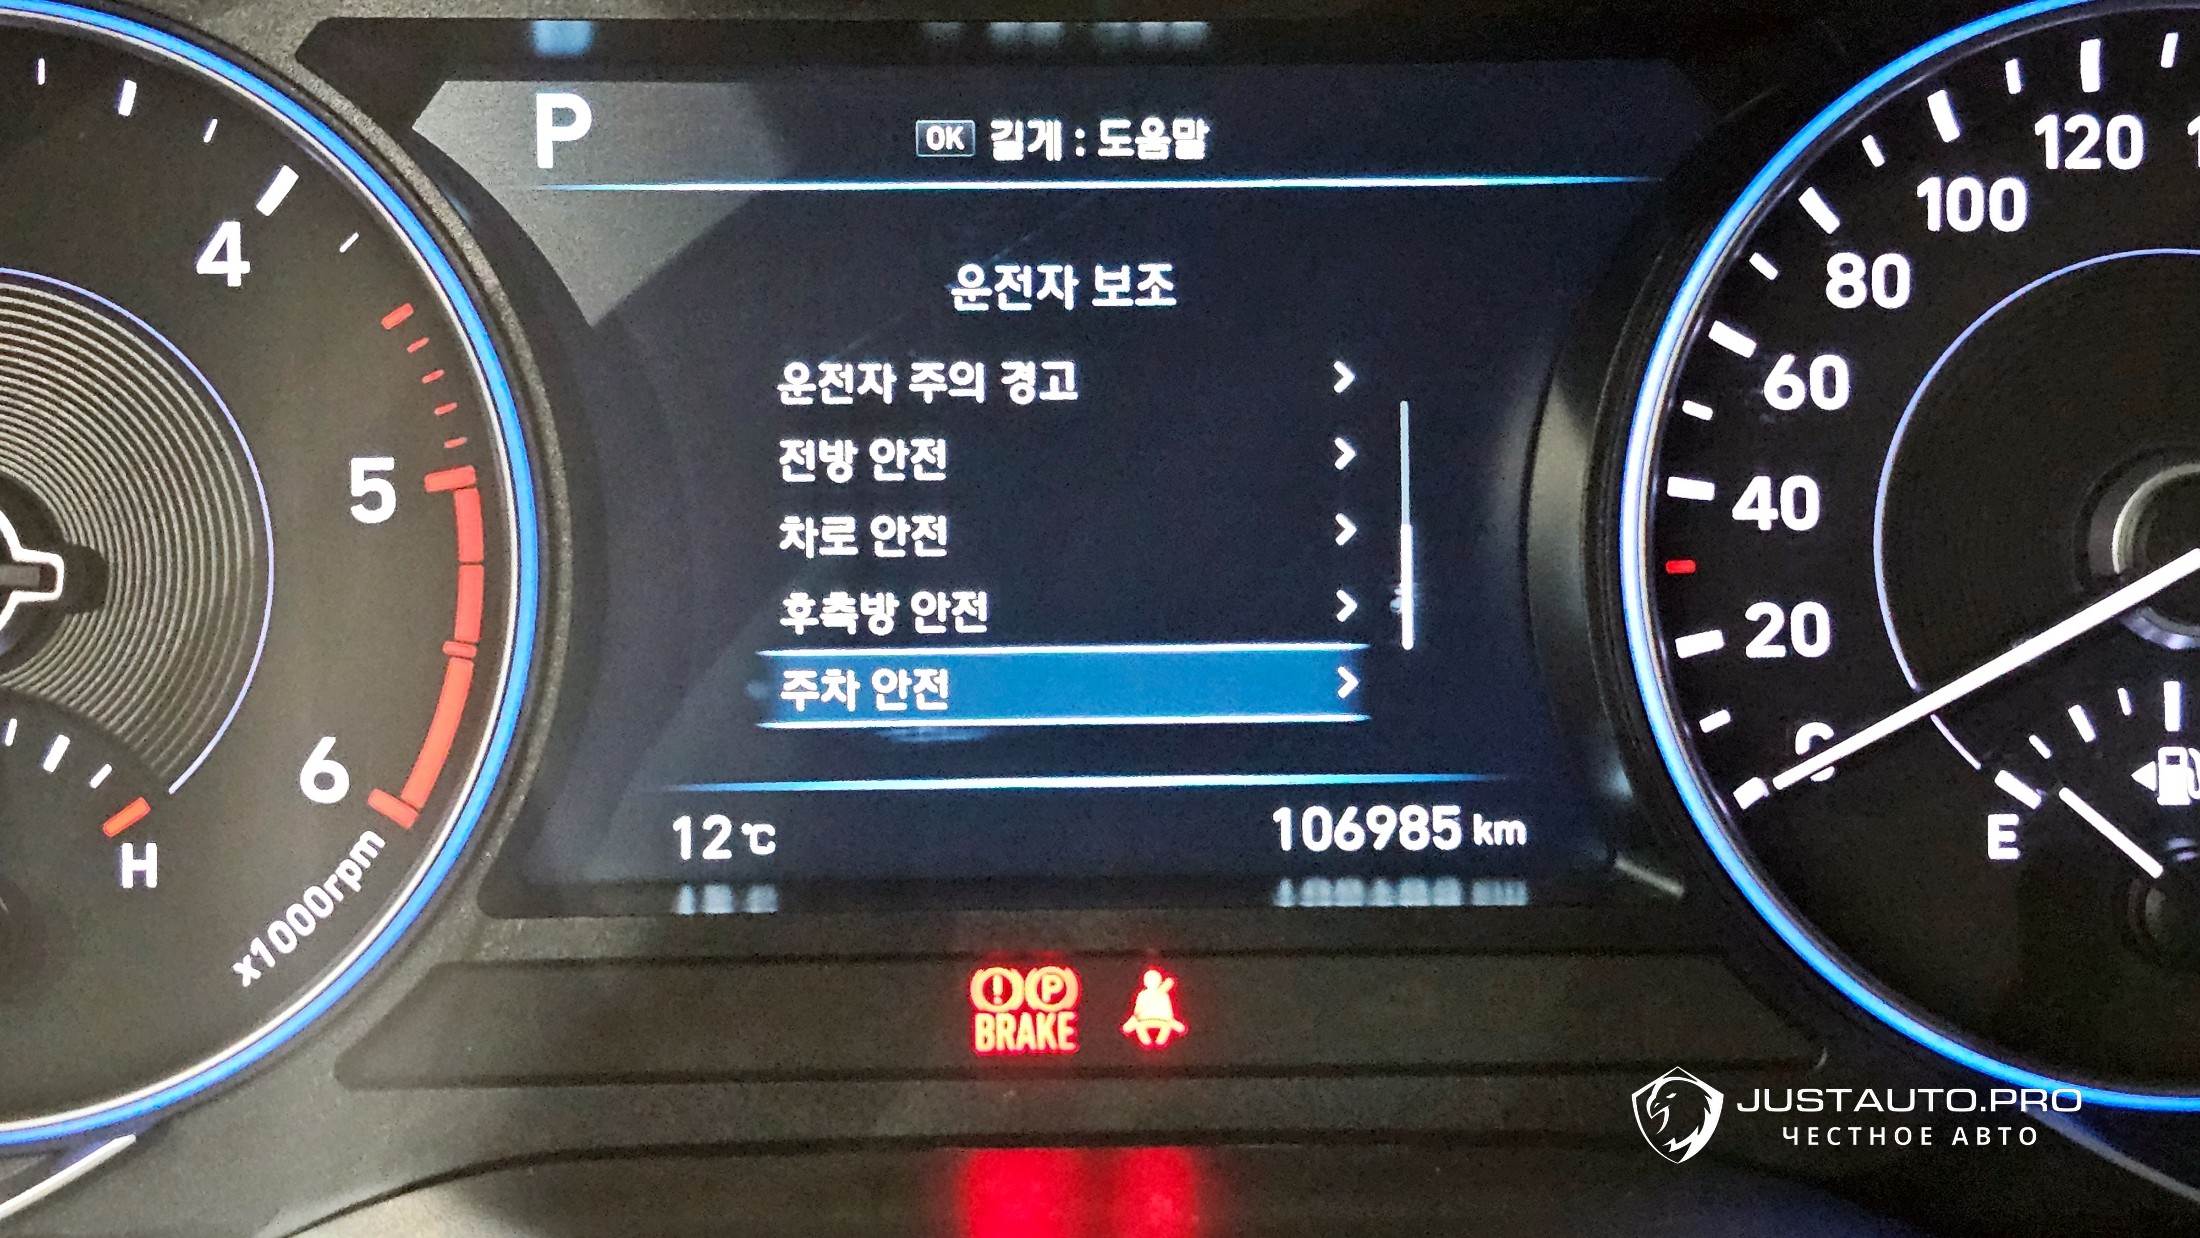 P
OK 길게 : 도움말
운전자 보조
운전자 주의 경고
전방 안전
차로 안전
후측방 안전
주차 안전
12℃
106985 km
4
5
6
H
x1000rpm
120
100
80
60
40
20
0
E
P
BRAKE
JUSTAUTO.PRO
ЧЕСТНОЕ АВТО